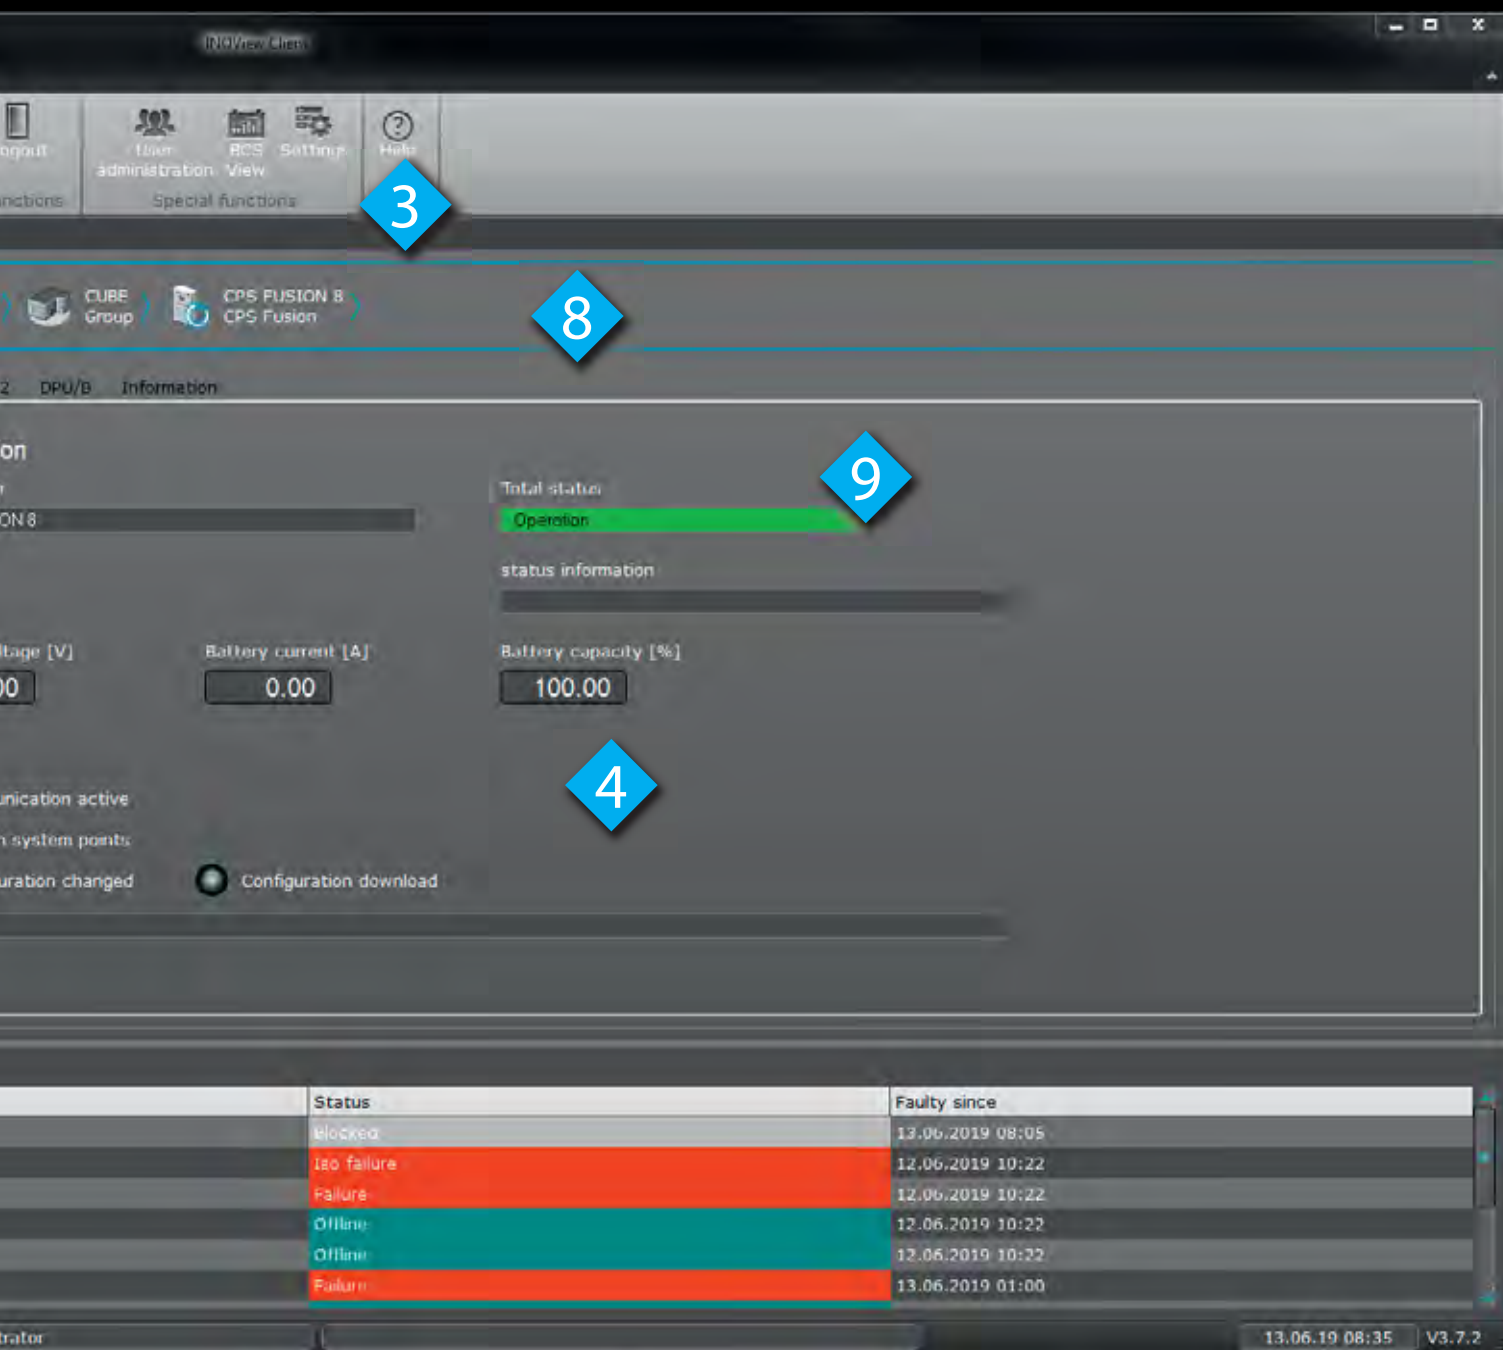 INOView Client
ogout
User administration
BCS View
Settings
Help
nctions
Special functions
3
CUBE
Group
CPS FUSION 8
CPS Fusion
8
2 DPU/B Information
on
r
Total status
9
ON 8
Operation
status information
ltage [V] Battery current [A] Battery capacity [%]
00 0.00 100.00
4
unication active
n system points
uration changed Configuration download
Status Faulty since
Blocked 13.06.2019 08:05
Iso failure 12.06.2019 10:22
Failure 12.06.2019 10:22
Offline 12.06.2019 10:22
Offline 12.06.2019 10:22
Failure 13.06.2019 01:00
trator 13.06.19 08:35 V3.7.2